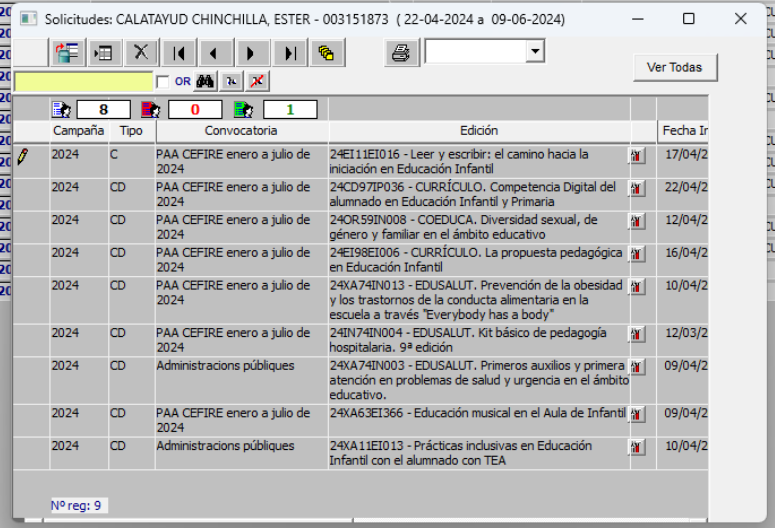 Solicitudes: CALATAYUD CHINCHILLA, ESTER - 003151873 ( 22-04-2024 a 09-06-2024)
Ver Todas
OR
8 0 1
Campaña Tipo Convocatoria Edición Fecha In
2024 C PAA CEFIRE enero a julio de 24EI11EI016 - Leer y escribir: el camino hacia la 17/04/2
2024 iniciación en Educación Infantil
2024 CD PAA CEFIRE enero a julio de 24CD97IP036 - CURRÍCULO. Competencia Digital del 22/04/2
2024 alumnado en Educación Infantil y Primaria
2024 CD PAA CEFIRE enero a julio de 24OR59IN008 - COEDUCA. Diversidad sexual, de 12/04/2
2024 género y familiar en el ámbito educativo
2024 CD PAA CEFIRE enero a julio de 24EI98EI006 - CURRÍCULO. La propuesta pedagógica 16/04/2
2024 en Educación Infantil
2024 CD PAA CEFIRE enero a julio de 24XA74IN013 - EDUSALUT. Prevención de la obesidad 10/04/2
2024 y los trastornos de la conducta alimentaria en la
escuela a través "Everybody has a body"
2024 CD PAA CEFIRE enero a julio de 24IN74IN004 - EDUSALUT. Kit básico de pedagogía 12/03/2
2024 hospitalaria. 9ª edición
2024 CD Administracions públiques 24XA74IN003 - EDUSALUT. Primeros auxilios y primera 09/04/2
atención en problemas de salud y urgencia en el ámbito
educativo.
2024 CD PAA CEFIRE enero a julio de 24XA63EI366 - Educación musical en el Aula de Infantil 09/04/2
2024
2024 CD Administracions públiques 24XA11EI013 - Prácticas inclusivas en Educación 10/04/2
Infantil con el alumnado con TEA
Nº reg: 9